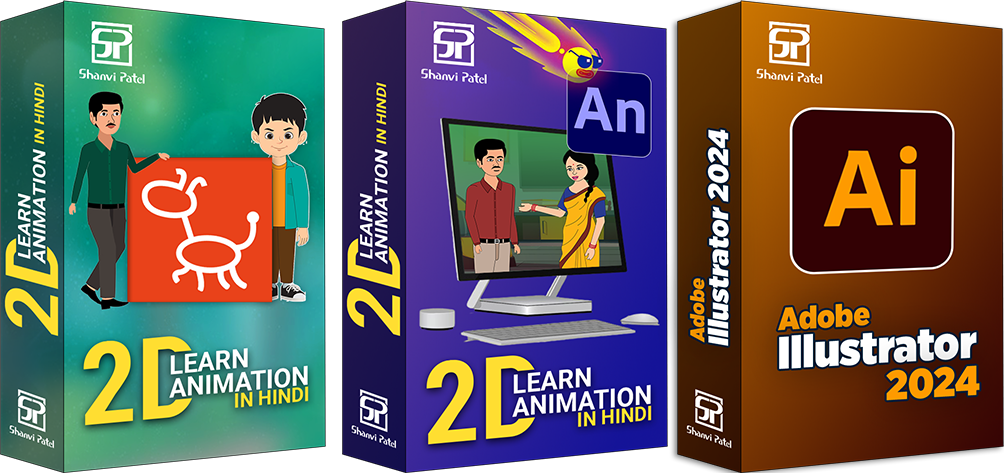 SP
Shanvi Patel
2D LEARN
ANIMATION
IN HINDI
2D LEARN
ANIMATION IN HINDI
SP
Shanvi Patel
SP
Shanvi Patel
An
2D LEARN
ANIMATION
IN HINDI
2D LEARN
ANIMATION IN HINDI
SP
Shanvi Patel
SP
Shanvi Patel
Ai
Adobe
Illustrator
2024
Adobe
Illustrator 2024
SP
Shanvi Patel